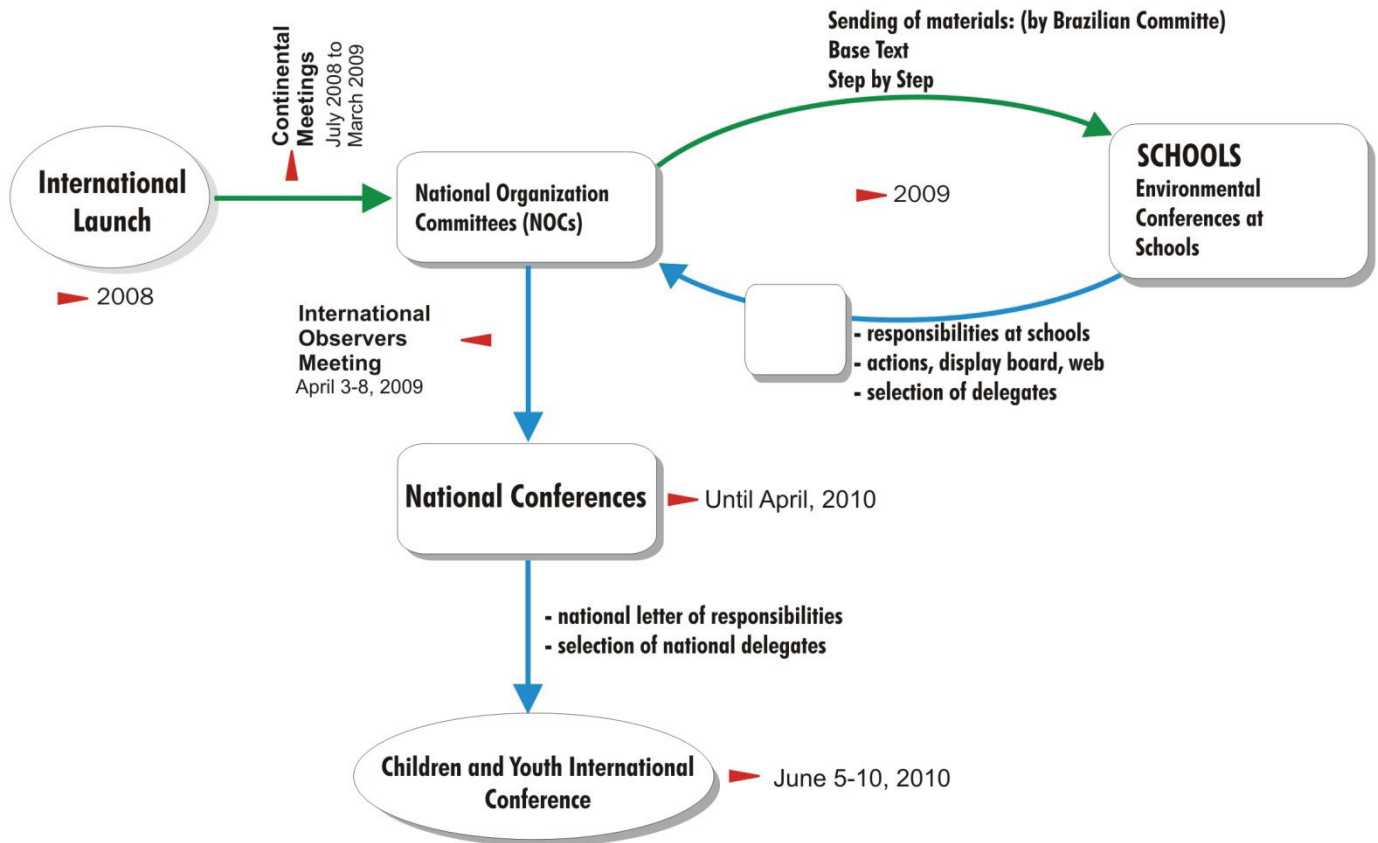 Sending of materials: (by Brazilian Committe)
Base Text
Step by Step
Continental
Meetings
July 2008 to
March 2009
International
Launch
2008
National Organization
Committees (NOCs)
2009
SCHOOLS
Environmental
Conferences at
Schools
International
Observers
Meeting
April 3-8, 2009
- responsibilities at schools
- actions, display board, web
- selection of delegates
National Conferences
Until April, 2010
- national letter of responsibilities
- selection of national delegates
Children and Youth International
Conference
June 5-10, 2010